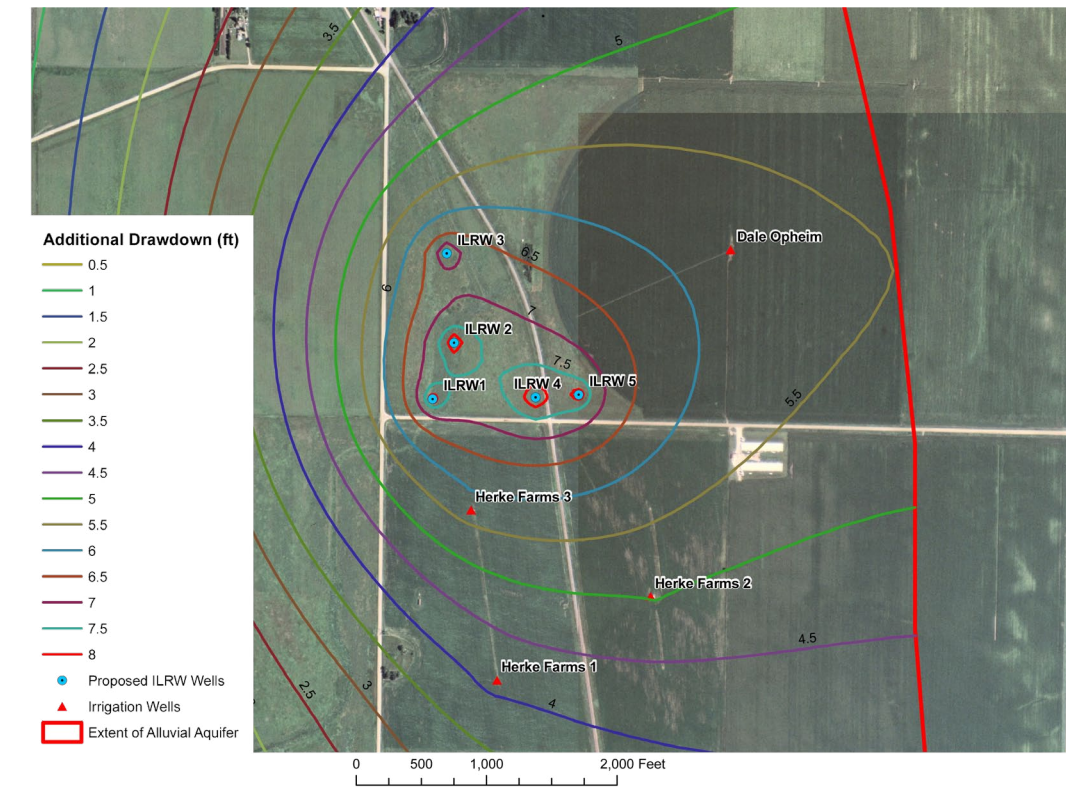 3.5
5
Dale Opheim
ILRW 3
6.5
6
7
ILRW 2
7.5
ILRW1
ILRW 4
ILRW 5
5.5
Herke Farms 3
Herke Farms 2
4.5
Herke Farms 1
4
3
2.5
Additional Drawdown (ft)
0.5
1
1.5
2
2.5
3
3.5
4
4.5
5
5.5
6
6.5
7
7.5
8
Proposed ILRW Wells
Irrigation Wells
Extent of Alluvial Aquifer
0 500 1,000 2,000 Feet